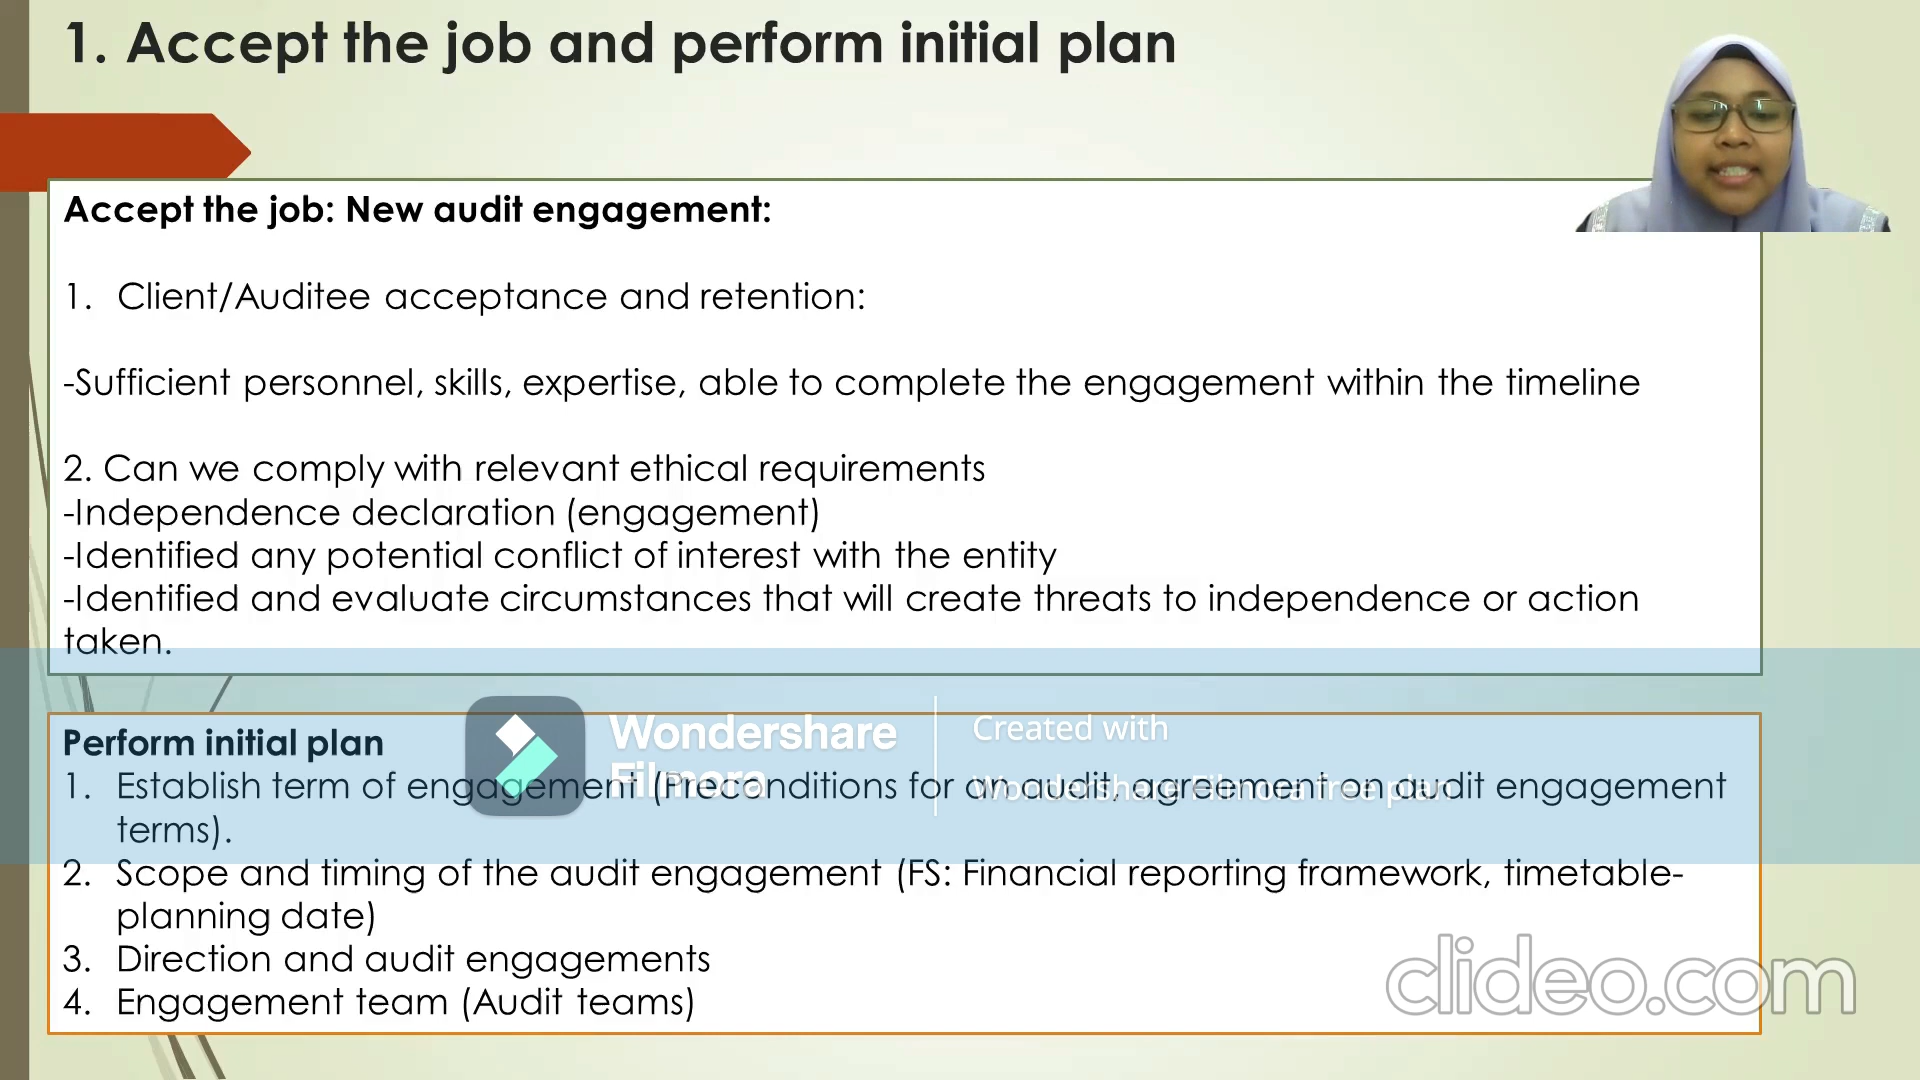 1. Accept the job and perform initial plan
Accept the job: New audit engagement:
1. Client/Auditee acceptance and retention:
-Sufficient personnel, skills, expertise, able to complete the engagement within the timeline
2. Can we comply with relevant ethical requirements
-Independence declaration (engagement)
-Identified any potential conflict of interest with the entity
-Identified and evaluate circumstances that will create threats to independence or action
taken.
Perform initial plan
1. Establish term of engagement (Preconditions for an audit, agreement on audit engagement
terms).
2. Scope and timing of the audit engagement (FS: Financial reporting framework, timetable-
planning date)
3. Direction and audit engagements
4. Engagement team (Audit teams)
Wondershare
Filmora
Created with
Wondershare Filmora free plan
clideo.com